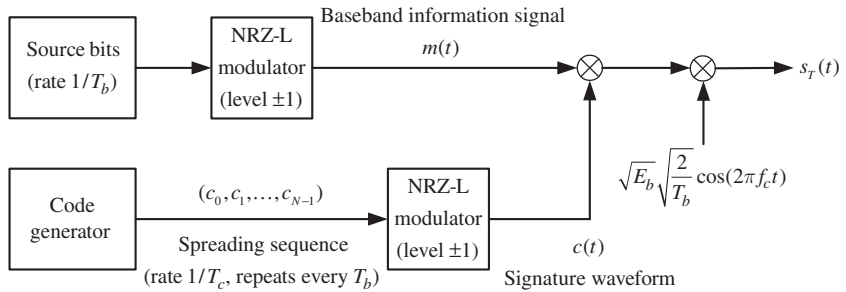 Baseband information signal
Source bits
(rate 1/T_b)
NRZ-L
modulator
(level ±1)
m(t)
s_T(t)
√E_b √(2/T_b) cos(2πf_c t)
Code
generator
(c_0, c_1,…, c_{N−1})
Spreading sequence
(rate 1/T_c, repeats every T_b)
NRZ-L
modulator
(level ±1)
c(t)
Signature waveform